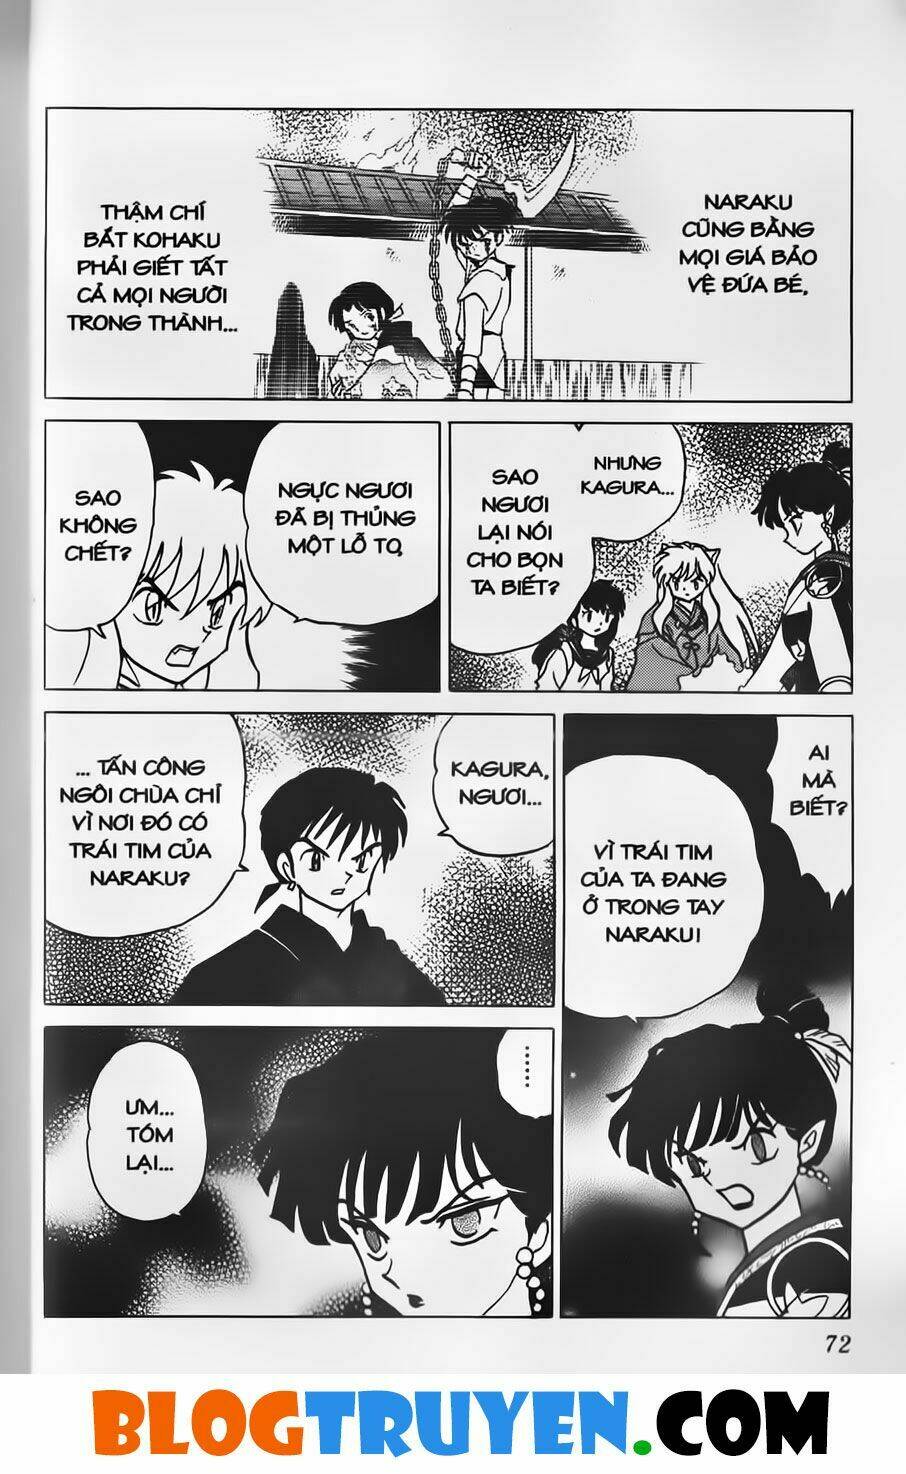 NARAKU
CŨNG BẰNG
MỌI GIÁ BẢO
VỆ ĐỨA BÉ,
THẬM CHÍ
BẮT KOHAKU
PHẢI GIẾT TẤT
CẢ MỌI NGƯỜI
TRONG THÀNH...
NHƯNG
KAGURA...
SAO
NGƯƠI
LẠI NÓI
CHO BỌN
TA BIẾT?
NGỰC NGƯƠI
ĐÃ BỊ THỦNG
MỘT LỖ TO,
SAO
KHÔNG
CHẾT?
AI
MÀ
BIẾT?
VÌ TRÁI TIM
CỦA TA ĐANG
Ở TRONG TAY
NARAKU!
KAGURA,
NGƯƠI...
... TẤN CÔNG
NGÔI CHÙA CHỈ
VÌ NƠI ĐÓ CÓ
TRÁI TIM CỦA
NARAKU?
.......
ƯM...
TÓM
LẠI...
72
BLOGTRUYEN.COM